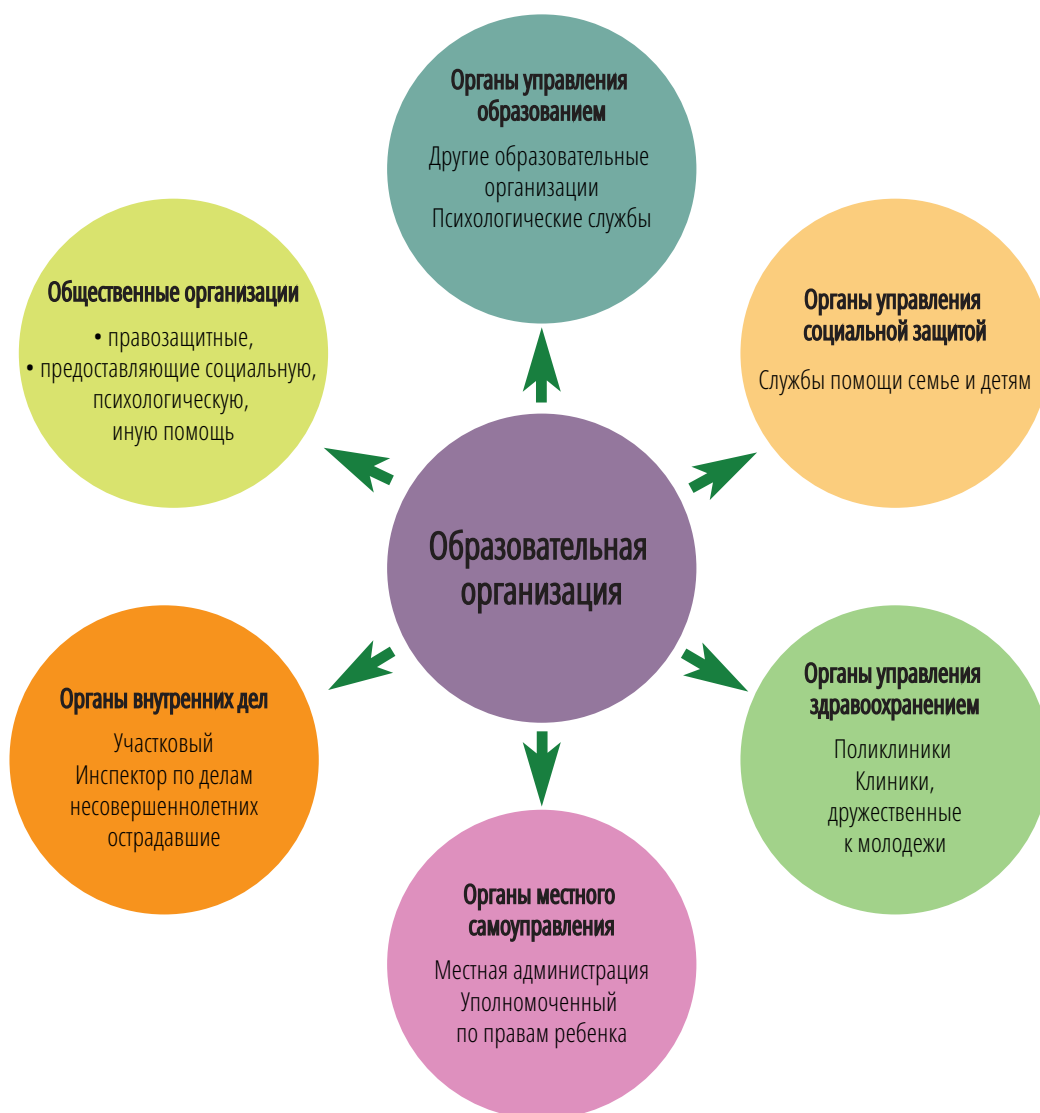 Органы управления
образованием
Другие образовательные
организации
Психологические службы
Общественные организации
• правозащитные,
• предоставляющие социальную,
психологическую,
иную помощь
Органы управления
социальной защитой
Службы помощи семье и детям
Образовательная
организация
Органы внутренних дел
Участковый
Инспектор по делам
несовершеннолетних
острадавшие
Органы управления
здравоохранением
Поликлиники
Клиники,
дружественные
к молодежи
Органы местного
самоуправления
Местная администрация
Уполномоченный
по правам ребенка